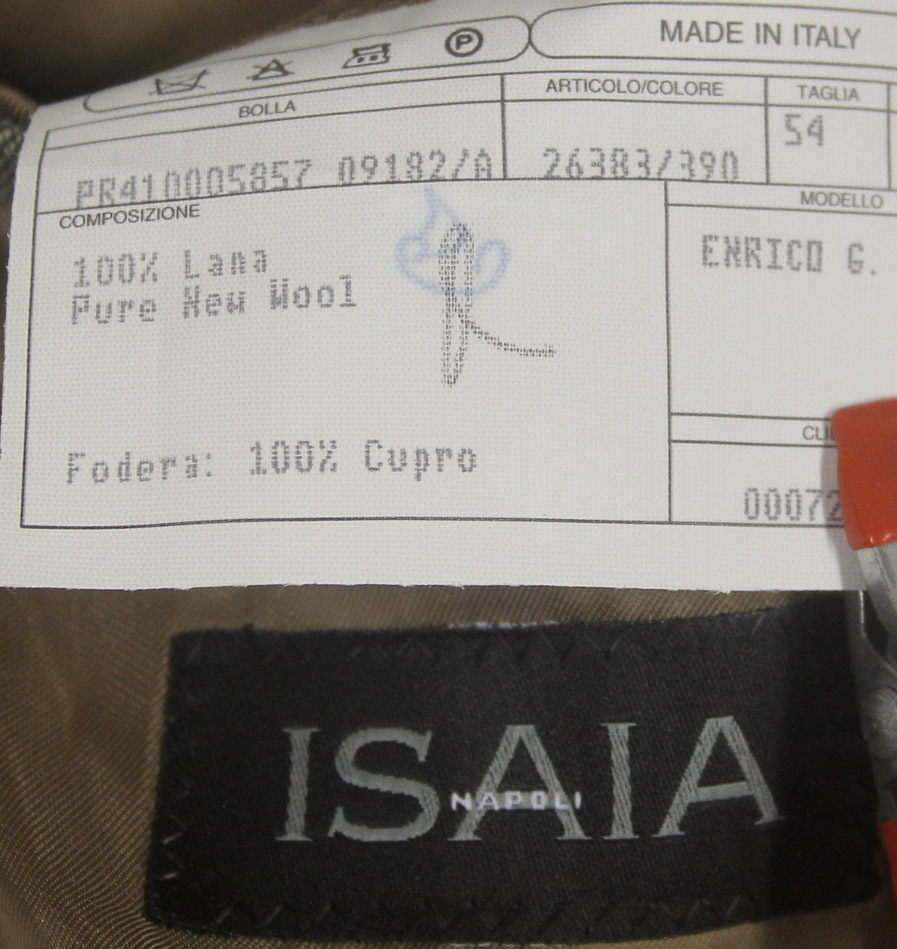 MADE IN ITALY
BOLLA
ARTICOLO/COLORE
TAGLIA
PR410005857 09182/A
26383/390
54
COMPOSIZIONE
MODELLO
100% Lana
Pure New Wool
ENRICO G.
Fodera: 100% Cupro
00072
ISAIA
NAPOLI